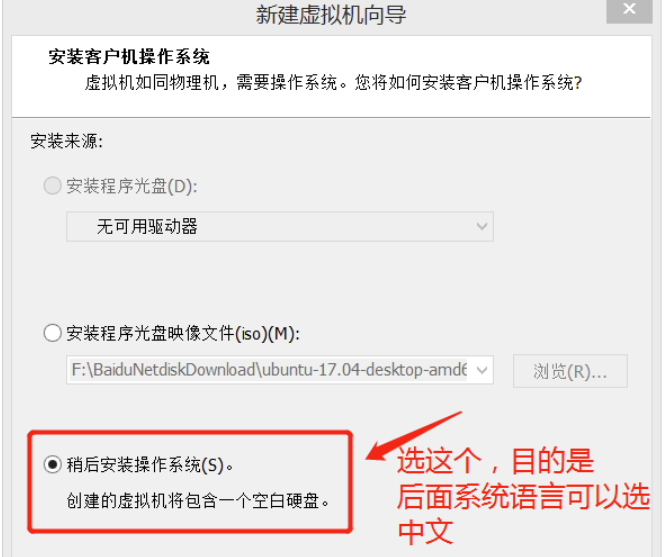 新建虚拟机向导
安装客户机操作系统
虚拟机如同物理机，需要操作系统。您将如何安装客户机操作系统?
安装来源:
安装程序光盘(D):
无可用驱动器
安装程序光盘映像文件(iso)(M):
F:\BaiduNetdiskDownload\ubuntu-17.04-desktop-amd6
浏览(R)...
稍后安装操作系统(S)。
创建的虚拟机将包含一个空白硬盘。
选这个，目的是
后面系统语言可以选
中文